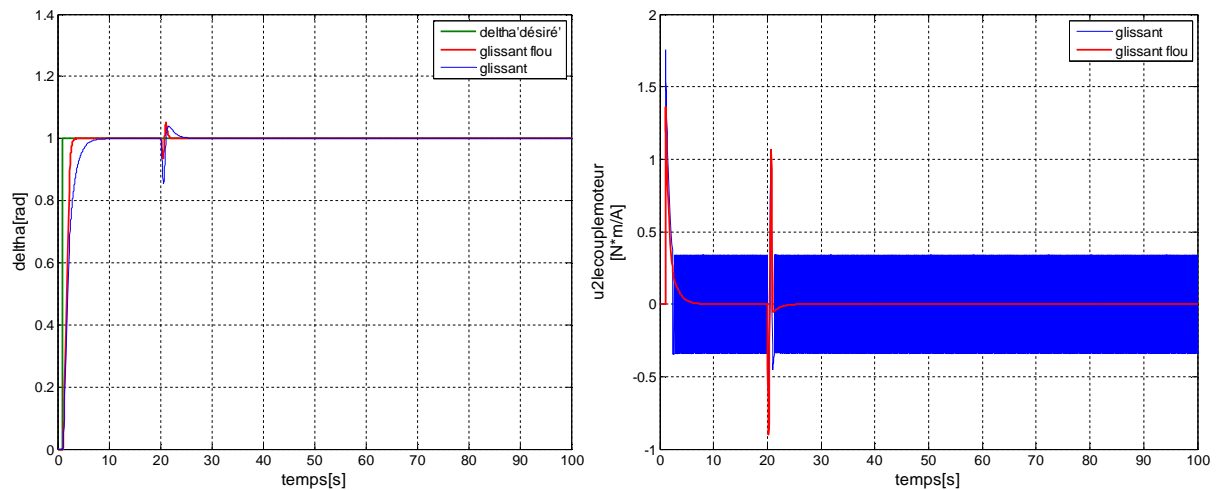 1.4
deltha'désiré'
glissant flou
glissant
1.2
1
0.8
0.6
0.4
0.2
0
deltha[rad]
0 10 20 30 40 50 60 70 80 90 100
temps[s]
2
glissant
glissant flou
1.5
1
0.5
0
-0.5
-1
u2lecouplemoteur
[N*m/A]
0 10 20 30 40 50 60 70 80 90 100
temps[s]